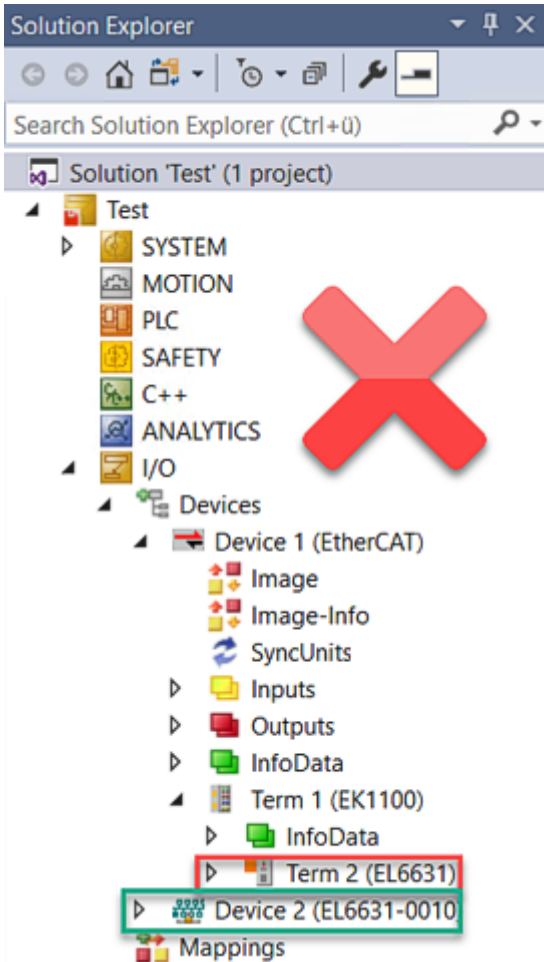 Solution Explorer
Search Solution Explorer (Ctrl+ü)
Solution 'Test' (1 project)
Test
SYSTEM
MOTION
PLC
SAFETY
C++
ANALYTICS
I/O
Devices
Device 1 (EtherCAT)
Image
Image-Info
SyncUnits
Inputs
Outputs
InfoData
Term 1 (EK1100)
InfoData
Term 2 (EL6631)
Device 2 (EL6631-0010
Mappings